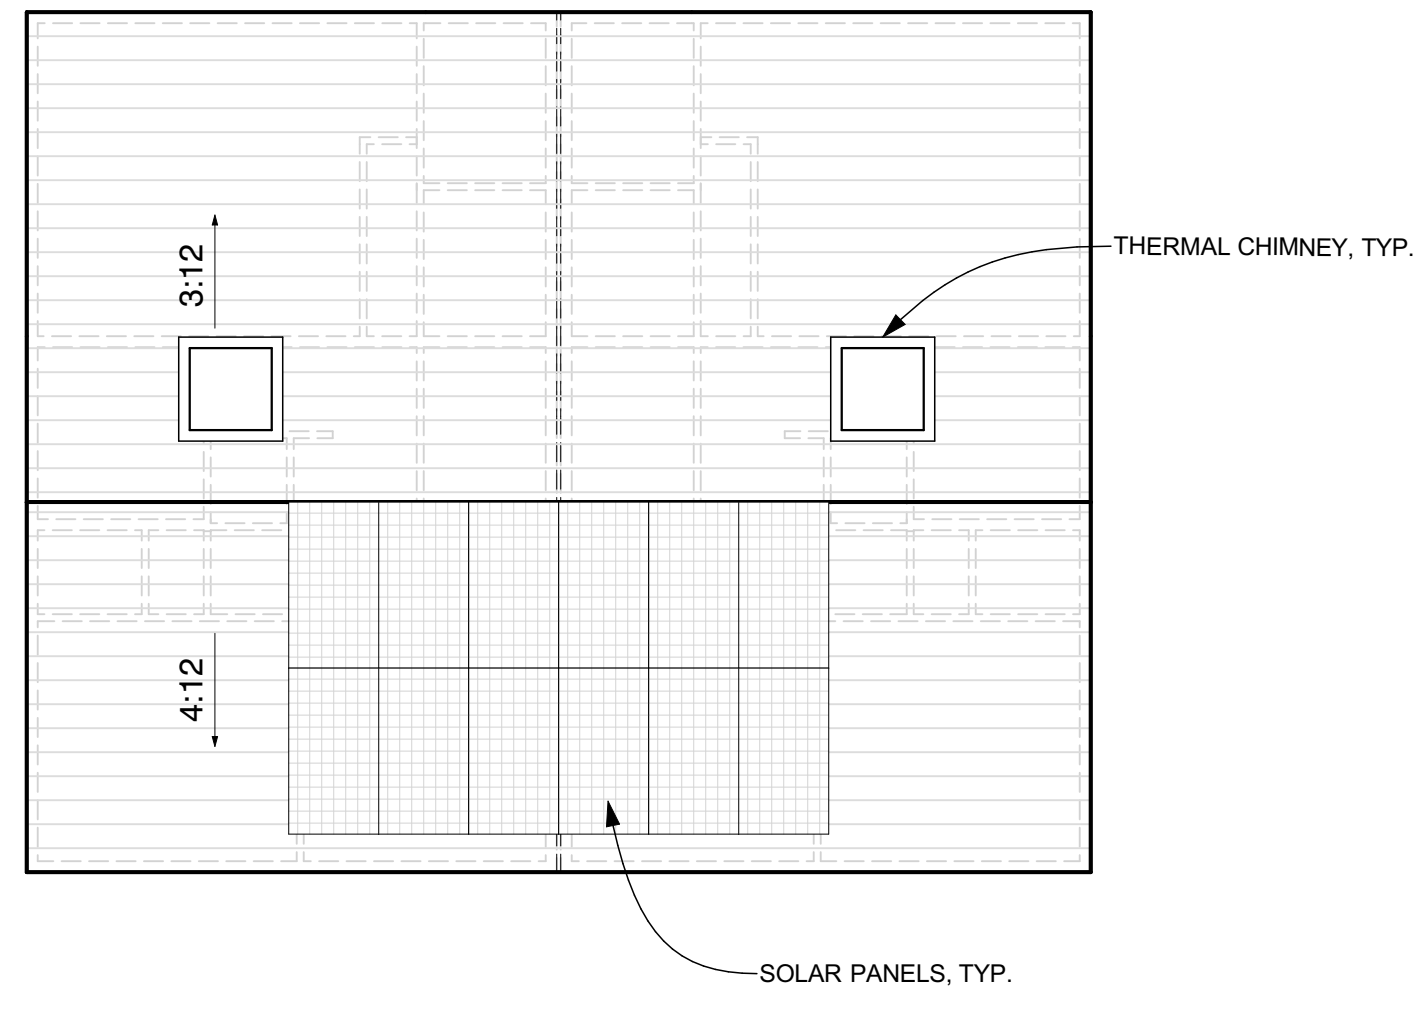 3:12
THERMAL CHIMNEY, TYP.
4:12
SOLAR PANELS, TYP.